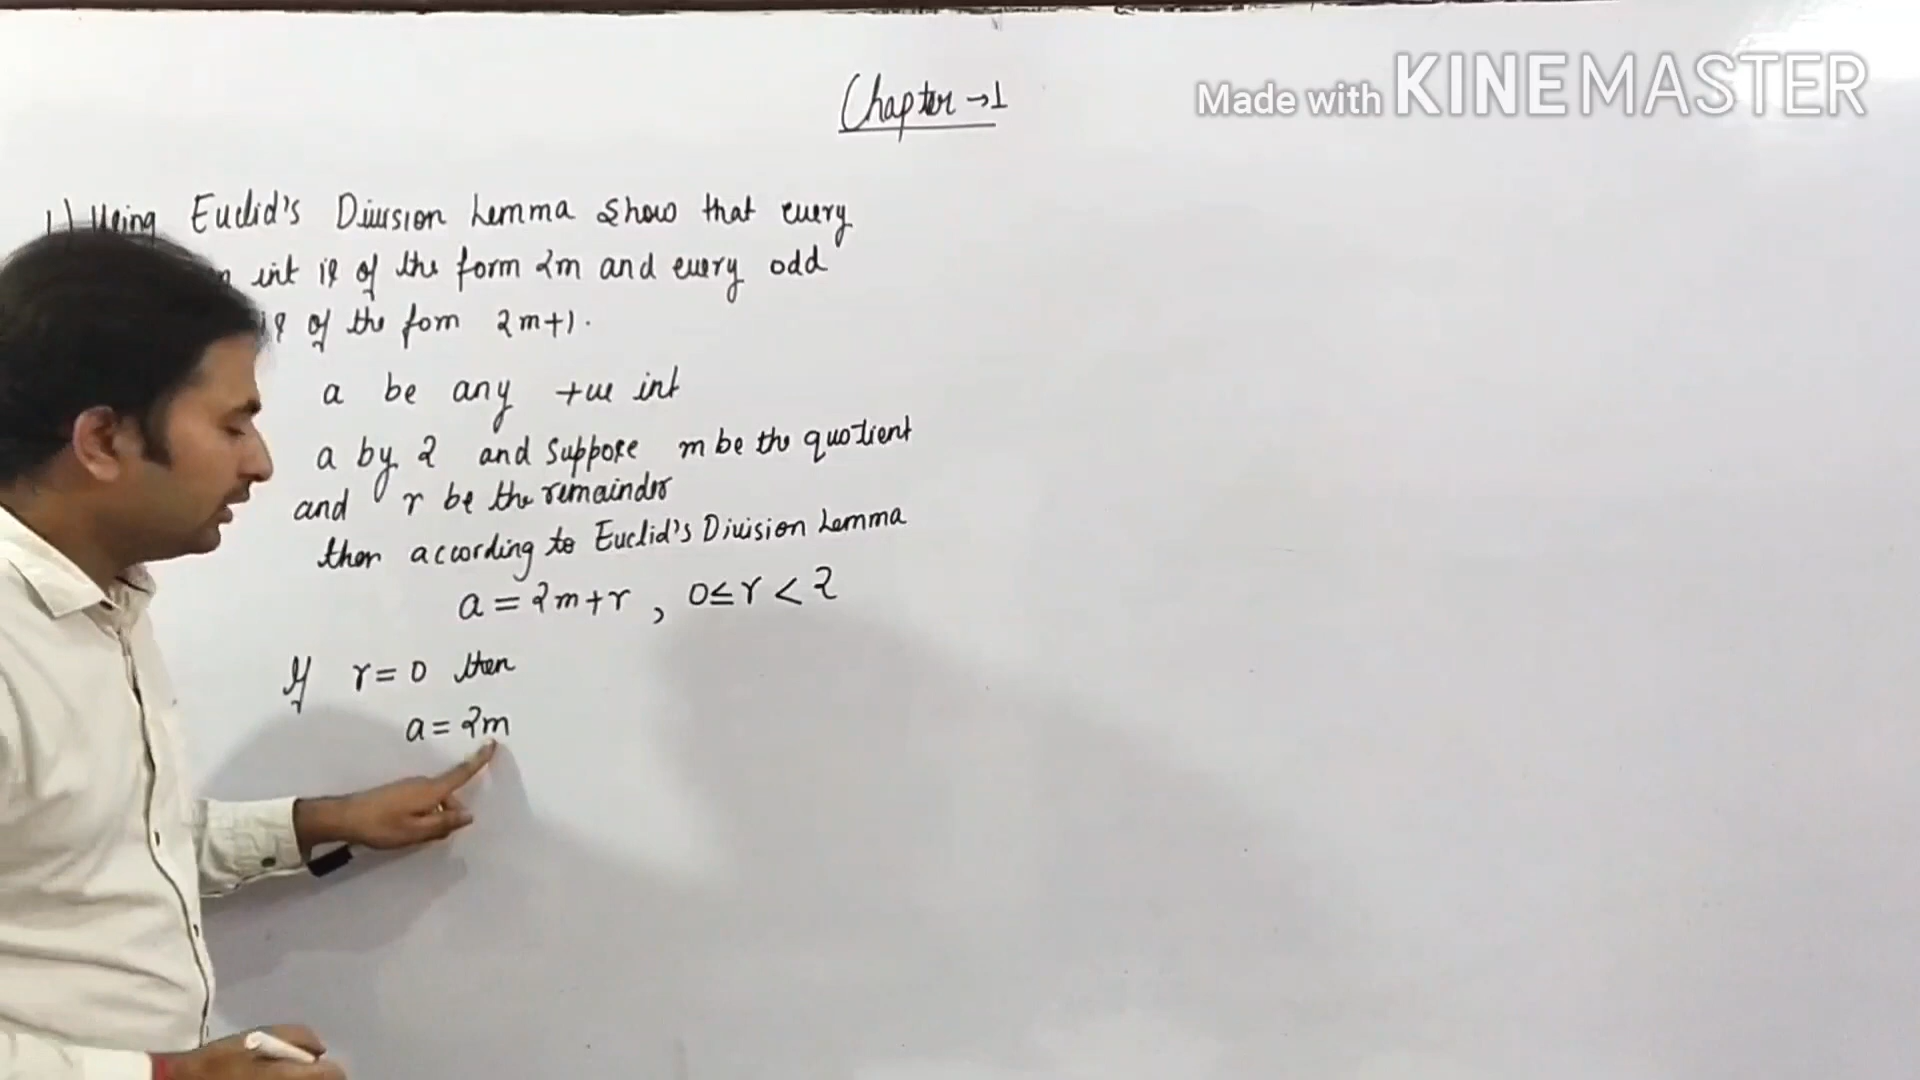 Chapter → 1
Made with KINEMASTER
1) Using Euclid's Division Lemma show that every
int is of the form 2m and every odd
is of the fom 2m+1.
a be any +ve int
a by 2 and suppose m be the quotient
and r be the remainder
then according to Euclid's Division Lemma
a = 2m+r , 0≤r<2
If r=0 then
a = 2m